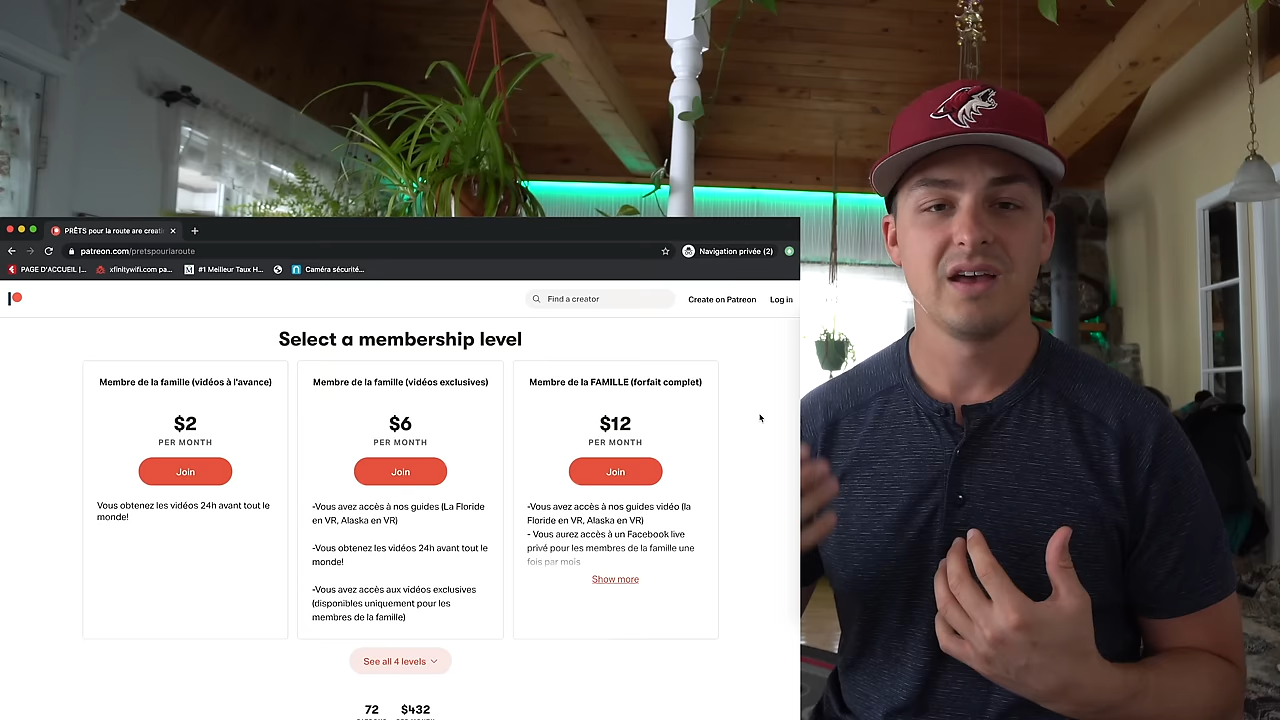 PRÊTS pour la route are creati
patreon.com/pretspourlaroute
Navigation privée (2)
PAGE D'ACCUEIL |...
xfinitywifi.com pa...
#1 Meilleur Taux H...
Caméra sécurité...
Find a creator
Create on Patreon
Log in
Select a membership level
Membre de la famille (vidéos à l'avance)
$2
PER MONTH
Join
Vous obtenez les vidéos 24h avant tout le
monde!
Membre de la famille (vidéos exclusives)
$6
PER MONTH
Join
-Vous avez accès à nos guides (La Floride
en VR, Alaska en VR)
-Vous obtenez les vidéos 24h avant tout le
monde!
-Vous avez accès aux vidéos exclusives
(disponibles uniquement pour les
membres de la famille)
Membre de la FAMILLE (forfait complet)
$12
PER MONTH
Join
-Vous avez accès à nos guides vidéo (la
Floride en VR, Alaska en VR)
- Vous aurez accès à un Facebook live
privé pour les membres de la famille une
fois par mois
Show more
See all 4 levels
72
$432